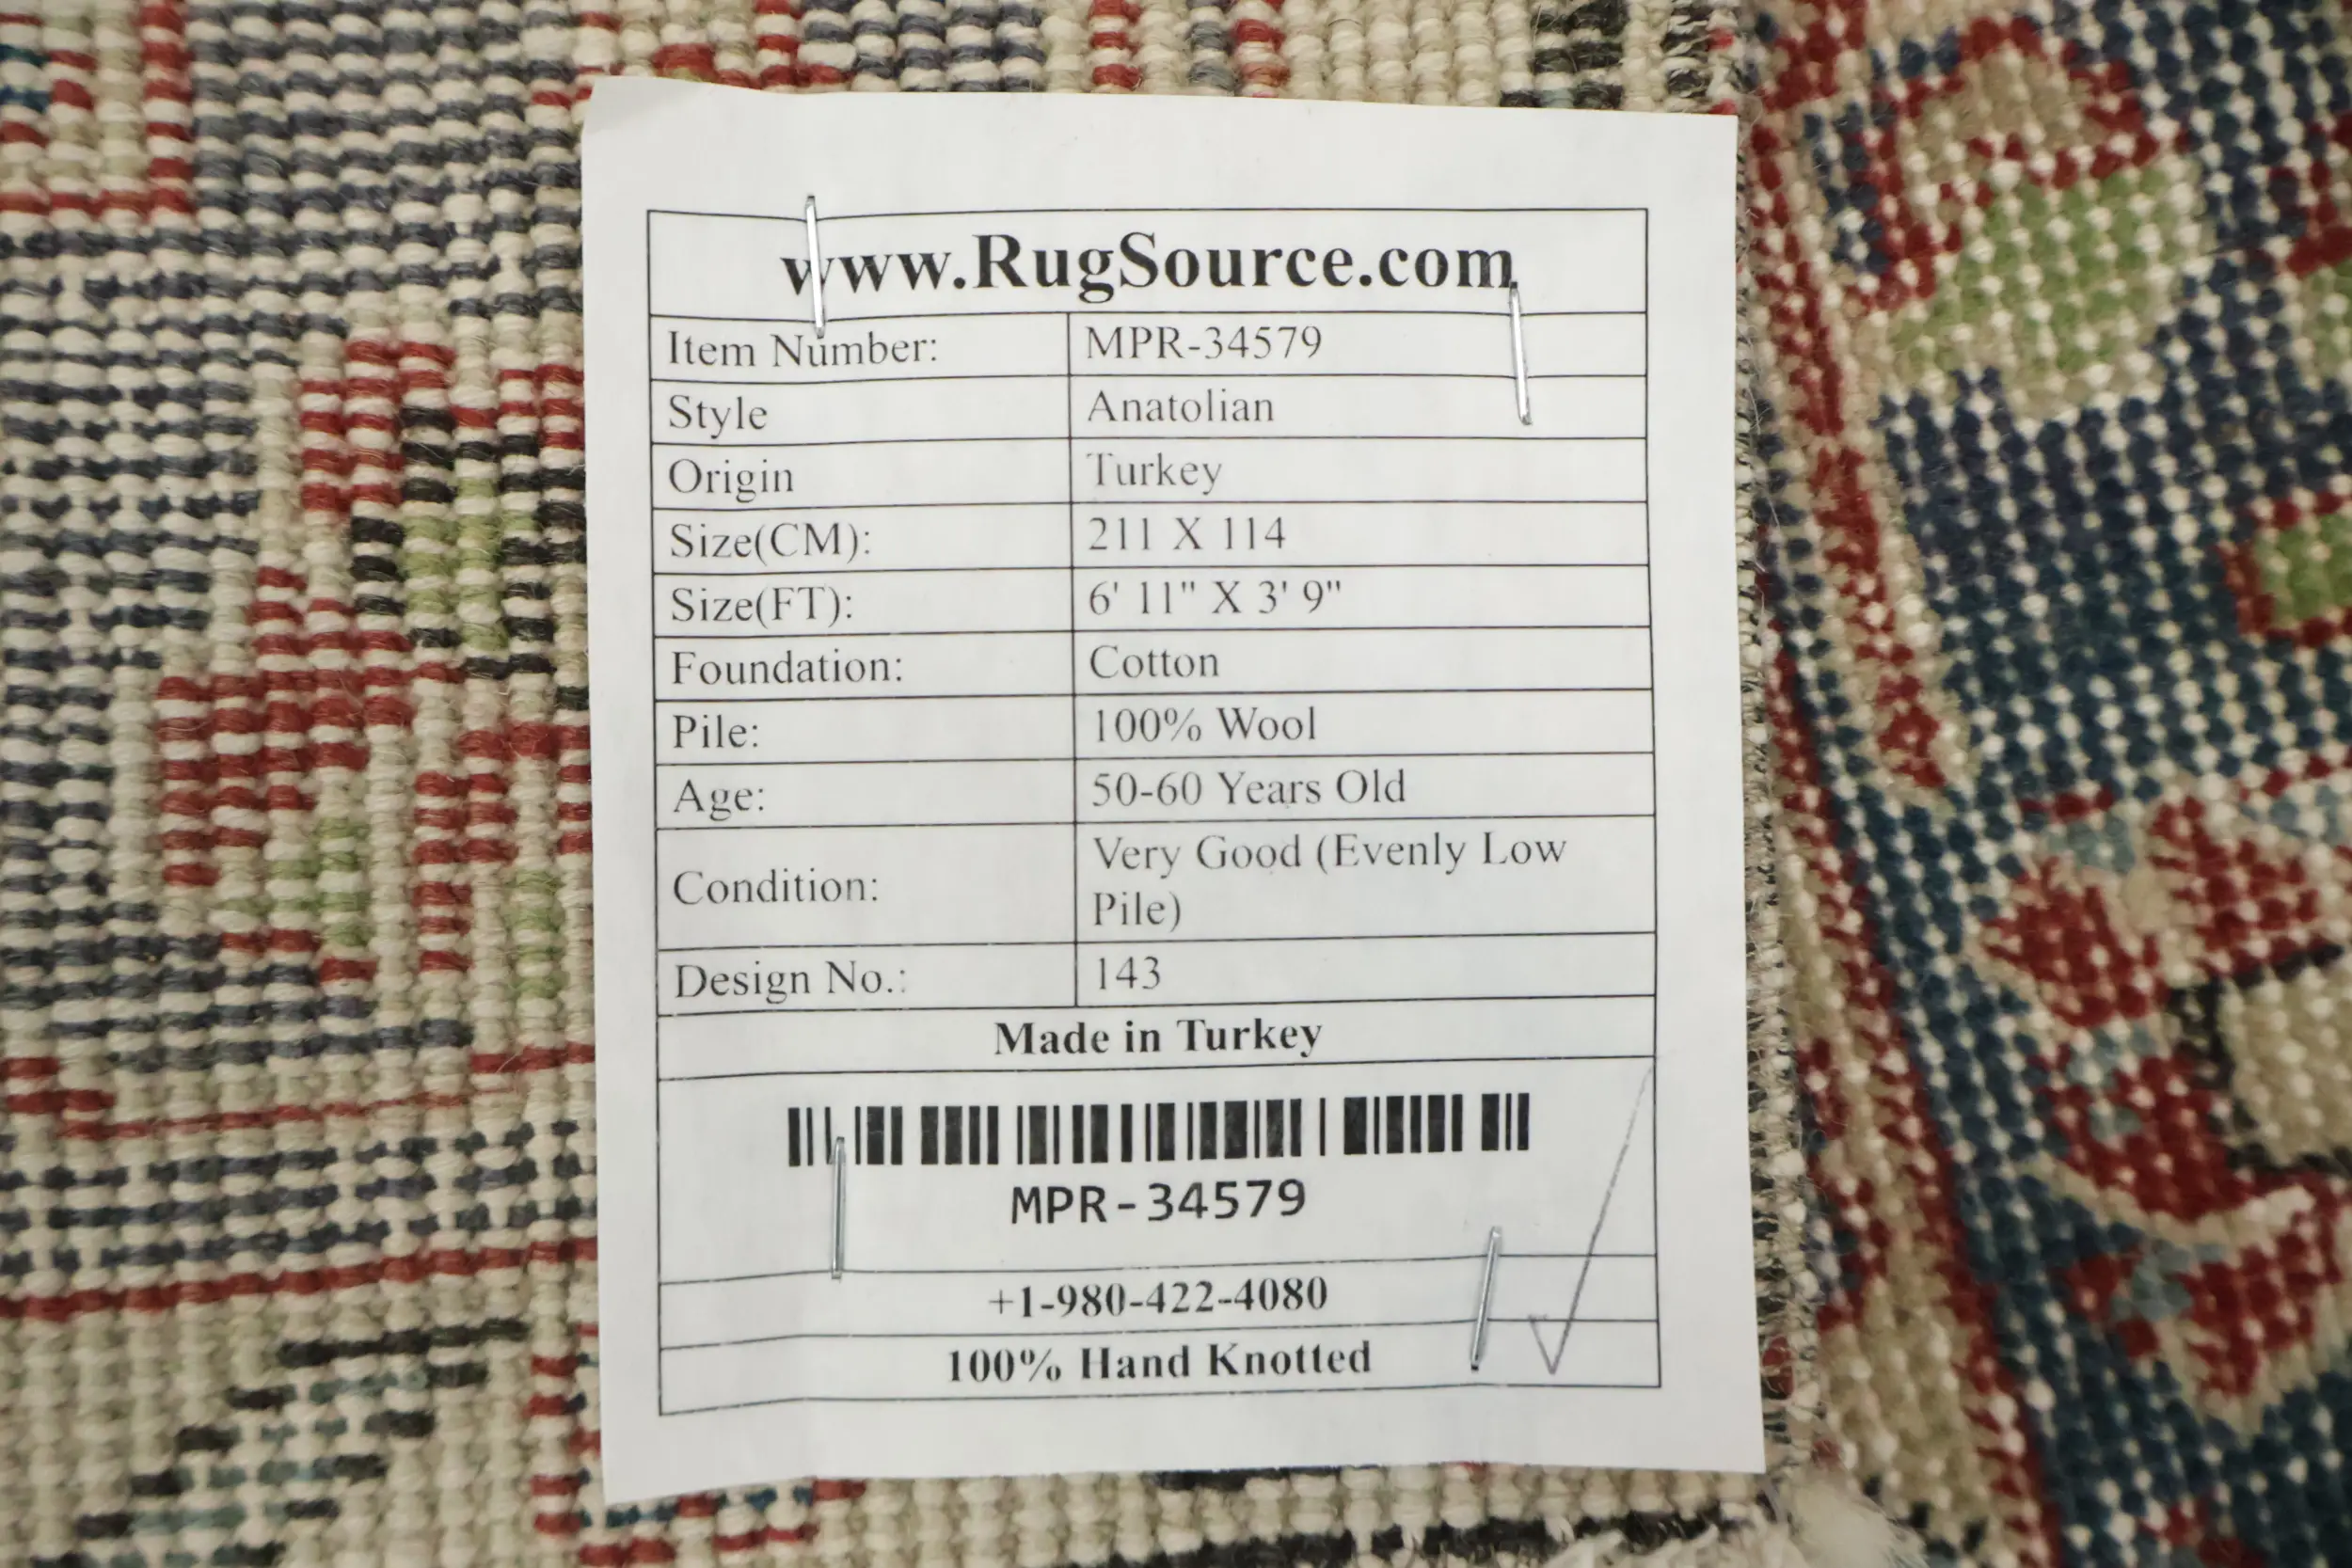 www.RugSource.com
Item Number: MPR-34579
Style Anatolian
Origin Turkey
Size(CM): 211 X 114
Size(FT): 6' 11" X 3' 9"
Foundation: Cotton
Pile: 100% Wool
Age: 50-60 Years Old
Condition: Very Good (Evenly Low
Pile)
Design No.: 143
Made in Turkey
MPR-34579
+1-980-422-4080
100% Hand Knotted